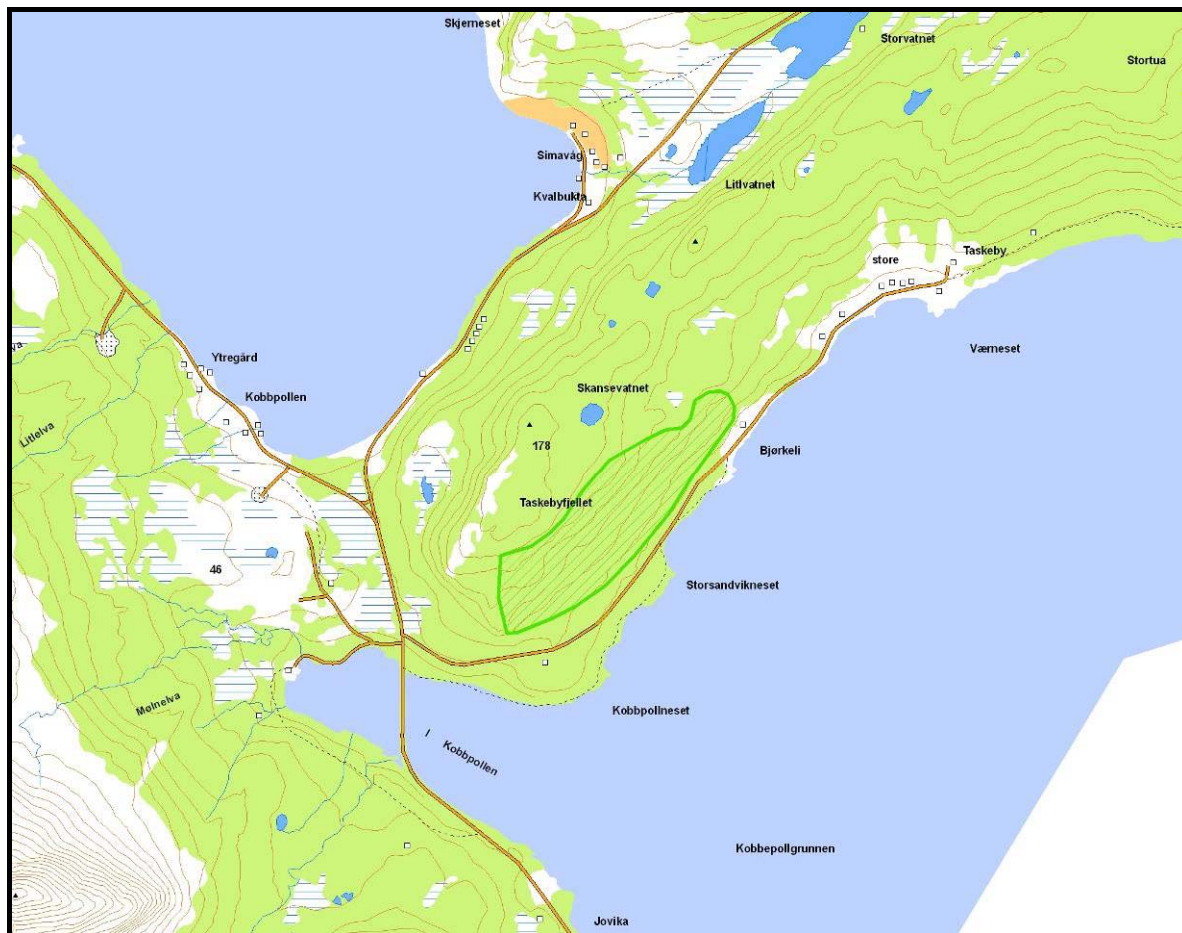 Skjerneset
Storvatnet
Stortua
Simavåg
Litlvatnet
Kvalbukta
store
Taskeby
Værneset
Ytregård
Skansevatnet
Kobbpollen
Litlelva
178
Bjørkeli
Taskebyfjellet
46
Storsandvikneset
Mølnelva
Kobbpollneset
I Kobbpollen
Kobbepollgrunnen
Jovika